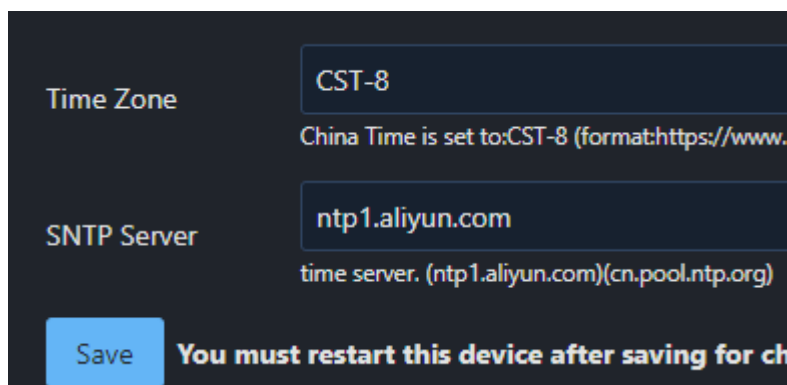 Time Zone
CST-8
China Time is set to:CST-8 (format:https://www.
SNTP Server
ntp1.aliyun.com
time server. (ntp1.aliyun.com)(cn.pool.ntp.org)
Save
You must restart this device after saving for ch